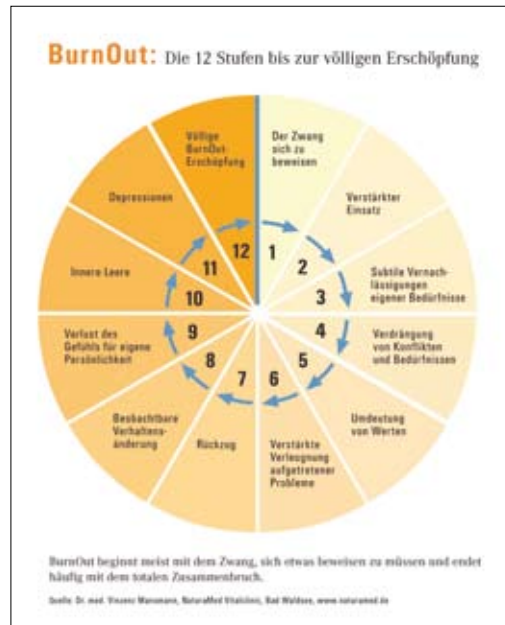 BurnOut: Die 12 Stufen bis zur völligen Erschöpfung
Der Zwang
sich zu
beweisen
Verstärkter
Einsatz
Subtile Vernach-
lässigungen
eigener Bedürfnisse
Verdrängung
von Konflikten
und Bedürfnissen
Umdeutung
von Werten
Verstärkte
Verleugnung
aufgetretener
Probleme
Rückzug
Beobachtbare
Verhaltens-
änderung
Verlust des
Gefühls für eigene
Persönlichkeit
Innere Leere
Depressionen
Völlige
BurnOut-
Erschöpfung
1
2
3
4
5
6
7
8
9
10
11
12
BurnOut beginnt meist mit dem Zwang, sich etwas beweisen zu müssen und endet
häufig mit dem totalen Zusammenbruch.
Quelle: Dr. med. Vinzenz Mansmann, NaturaMed Vitalclinic, Bad Waldsee, www.naturamed.de